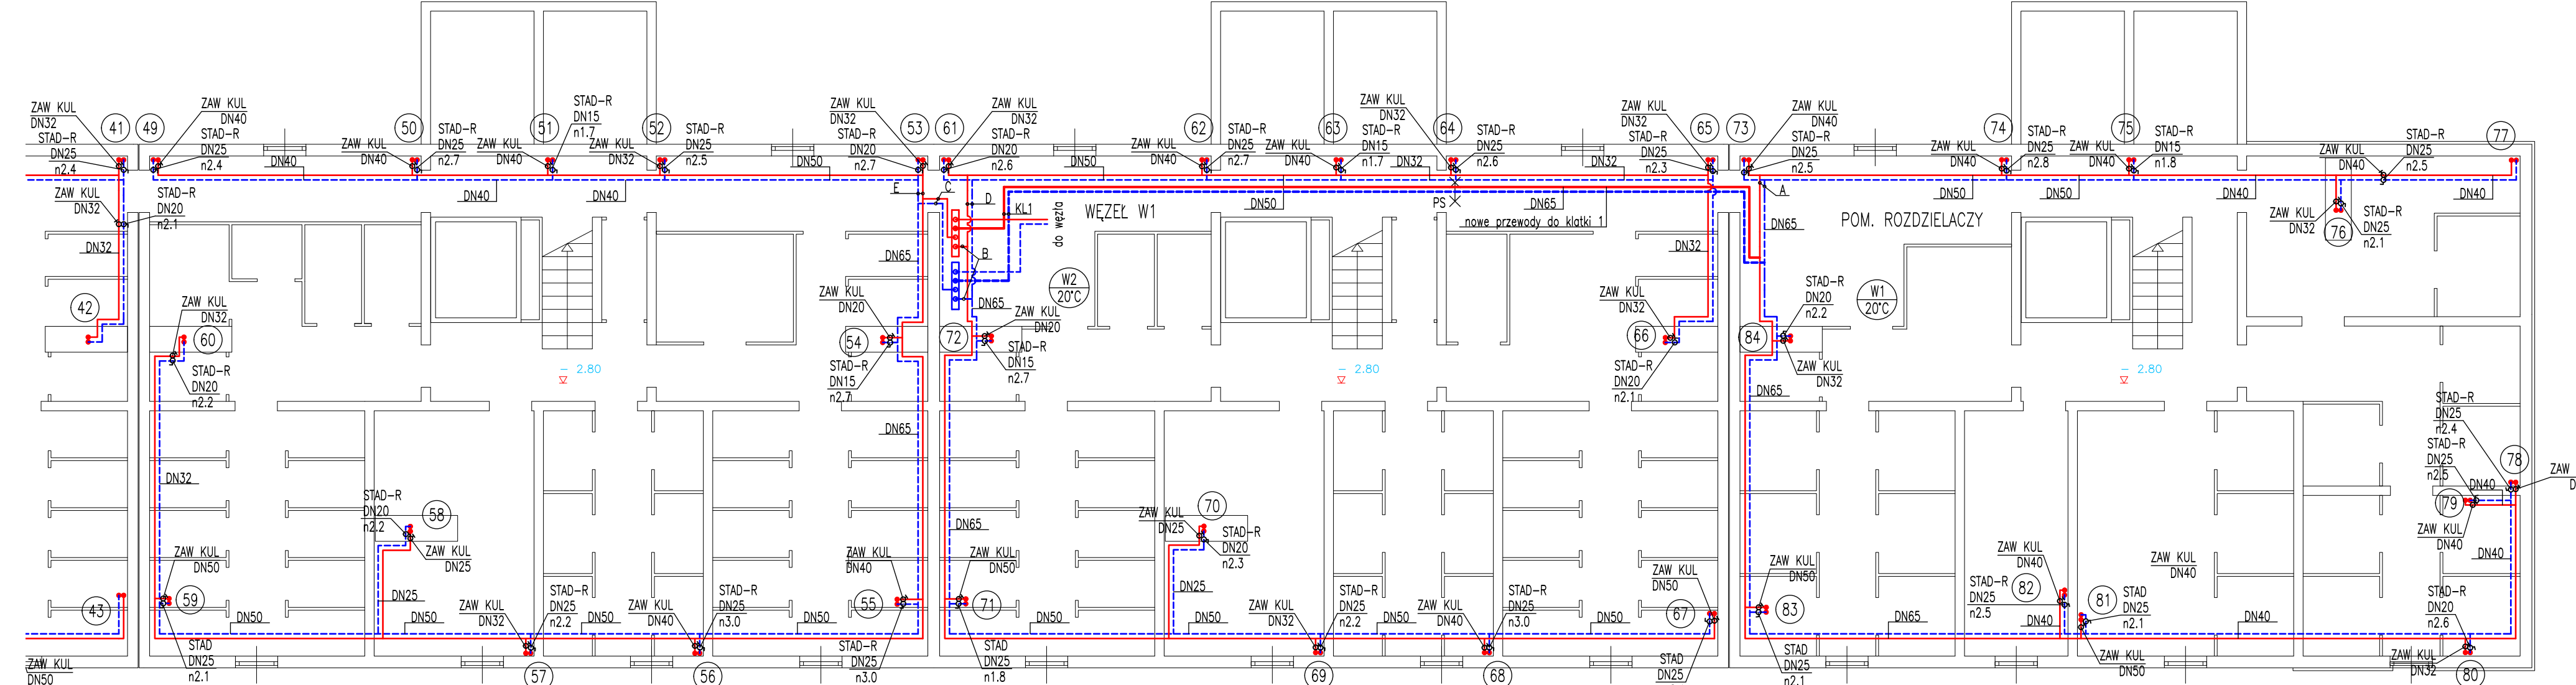 ZAW KUL
DN32
STAD-R
DN25
n2.4
41
49
ZAW KUL
DN40
STAD-R
DN25
n2.4
DN40
ZAW KUL
DN40
50
STAD-R
DN25
n2.7
ZAW KUL
DN40
51
STAD-R
DN15
n1.7
ZAW KUL
DN32
52
STAD-R
DN25
n2.5
DN50
ZAW KUL
DN32
STAD-R
DN20
n2.7
53
61
ZAW KUL
DN32
STAD-R
DN20
n2.6
DN50
ZAW KUL
DN40
62
STAD-R
DN25
n2.7
ZAW KUL
DN40
63
STAD-R
DN15
n1.7
ZAW KUL
DN32
64
DN32
STAD-R
DN25
n2.6
DN32
ZAW KUL
DN32
STAD-R
DN25
n2.3
65
73
ZAW KUL
DN40
STAD-R
DN25
n2.5
ZAW KUL
DN40
74
STAD-R
DN25
n2.8
ZAW KUL
DN40
75
STAD-R
DN15
n1.8
ZAW KUL
DN40
STAD-R
DN25
n2.5
77
ZAW KUL
DN32
STAD-R
DN20
n2.1
DN32
DN40
DN40
E
C
D
KL1
do węzła
WĘZEŁ W1
DN50
DN65
PS
nowe przewody do klatki 1
A
DN65
DN50
DN50
DN40
DN40
POM. ROZDZIELACZY
ZAW KUL
DN32
76
STAD-R
DN25
n2.1
DN65
B
DN32
42
ZAW KUL
DN32
60
STAD-R
DN20
n2.2
ZAW KUL
DN20
54
STAD-R
DN15
n2.7
W2
20°C
DN65
72
ZAW KUL
DN20
STAD-R
DN15
n2.7
ZAW KUL
DN32
66
STAD-R
DN20
n2.1
W1
20°C
STAD-R
DN20
n2.2
84
ZAW KUL
DN32
- 2.80
- 2.80
- 2.80
DN65
DN65
DN32
STAD-R
DN20
n2.2
58
ZAW KUL
DN25
DN65
ZAW KUL
DN25
70
STAD-R
DN20
n2.3
STAD-R
DN25
n2.4
STAD-R
DN25
n2.5
78
ZAW
D
DN40
79
ZAW KUL
DN40
DN40
43
ZAW KUL
DN50
59
DN25
ZAW KUL
DN40
55
ZAW KUL
DN50
71
DN25
ZAW KUL
DN50
67
ZAW KUL
DN50
83
ZAW KUL
DN40
STAD-R
DN25
n2.5
82
ZAW KUL
DN40
81
STAD
DN25
n2.1
DN50
DN50
ZAW KUL
DN32
STAD-R
DN25
n2.2
DN50
ZAW KUL
DN40
STAD-R
DN25
n3.0
DN50
DN50
DN50
ZAW KUL
DN32
STAD-R
DN25
n2.2
DN50
ZAW KUL
DN40
STAD-R
DN25
n3.0
DN50
DN65
DN40
DN40
STAD-R
DN20
n2.6
ZAW KUL
DN50
STAD
DN25
n2.1
57
56
STAD-R
DN25
n3.0
STAD
DN25
n1.8
69
68
STAD
DN25
STAD
DN25
n2.1
ZAW KUL
DN50
ZAW KUL
DN32
80